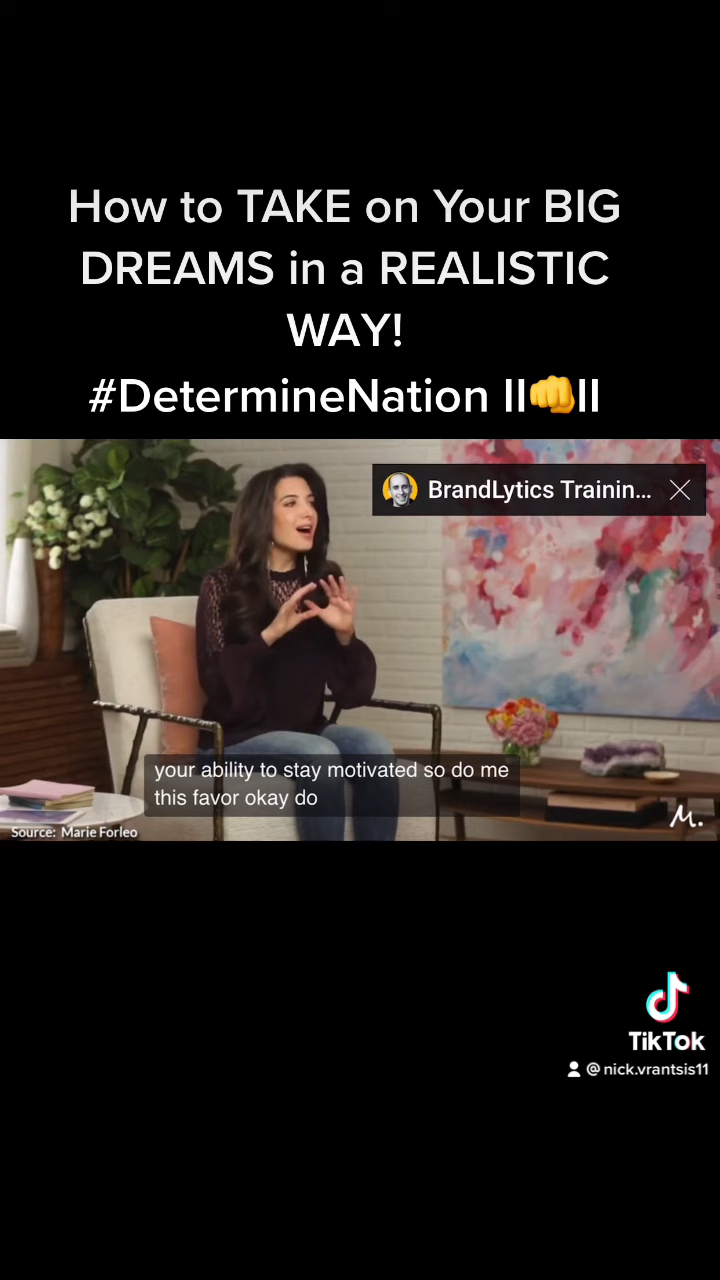 How to TAKE on Your BIG
DREAMS in a REALISTIC
WAY!
#DetermineNation II👊II
BrandLytics Trainin...
your ability to stay motivated so do me
this favor okay do
Source: Marie Forleo
M.
TikTok
@nick.vrantsis11